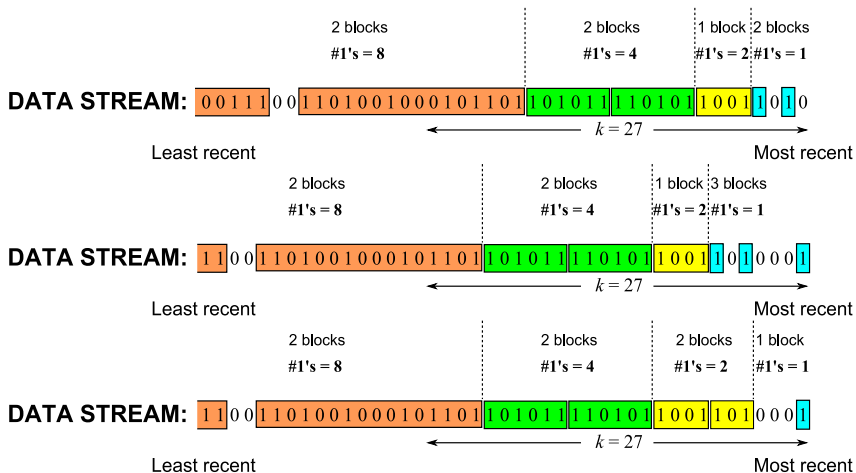 2 blocks 2 blocks 1 block 2 blocks
#1's = 8 #1's = 4 #1's = 2 #1's = 1
DATA STREAM: 0 0 1 1 1 0 0 1 1 0 1 0 0 1 0 0 0 1 0 1 1 0 1 1 0 1 0 1 1 1 1 0 1 0 1 1 0 0 1 1 0 1 0
k = 27
Least recent Most recent
2 blocks 2 blocks 1 block 3 blocks
#1's = 8 #1's = 4 #1's = 2 #1's = 1
DATA STREAM: 1 1 0 0 1 1 0 1 0 0 1 0 0 0 1 0 1 1 0 1 1 0 1 0 1 1 1 1 0 1 0 1 1 0 0 1 1 0 1 0 0 0 1
k = 27
Least recent Most recent
2 blocks 2 blocks 2 blocks 1 block
#1's = 8 #1's = 4 #1's = 2 #1's = 1
DATA STREAM: 1 1 0 0 1 1 0 1 0 0 1 0 0 0 1 0 1 1 0 1 1 0 1 0 1 1 1 1 0 1 0 1 1 0 0 1 1 0 1 0 0 0 1
k = 27
Least recent Most recent